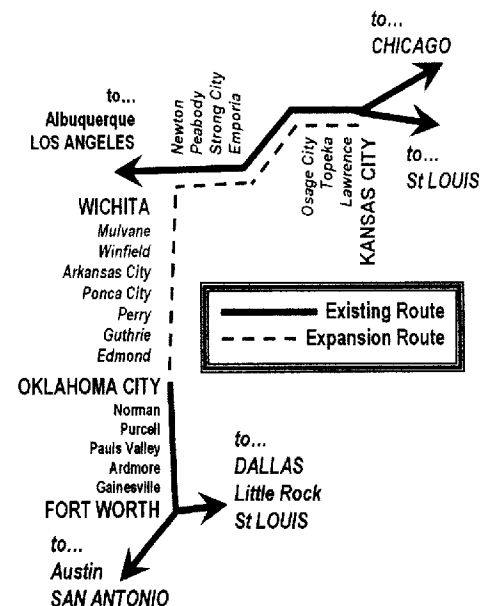 to...
CHICAGO
to...
Albuquerque
LOS ANGELES
Newton
Peabody
Strong City
Emporia
to...
St LOUIS
Osage City
Topeka
Lawrence
KANSAS CITY
WICHITA
Mulvane
Winfield
Arkansas City
Ponca City
Perry
Guthrie
Edmond
Existing Route
Expansion Route
OKLAHOMA CITY
Norman
Purcell
Pauls Valley
Ardmore
Gainesville
FORT WORTH
to...
DALLAS
Little Rock
St LOUIS
to...
Austin
SAN ANTONIO